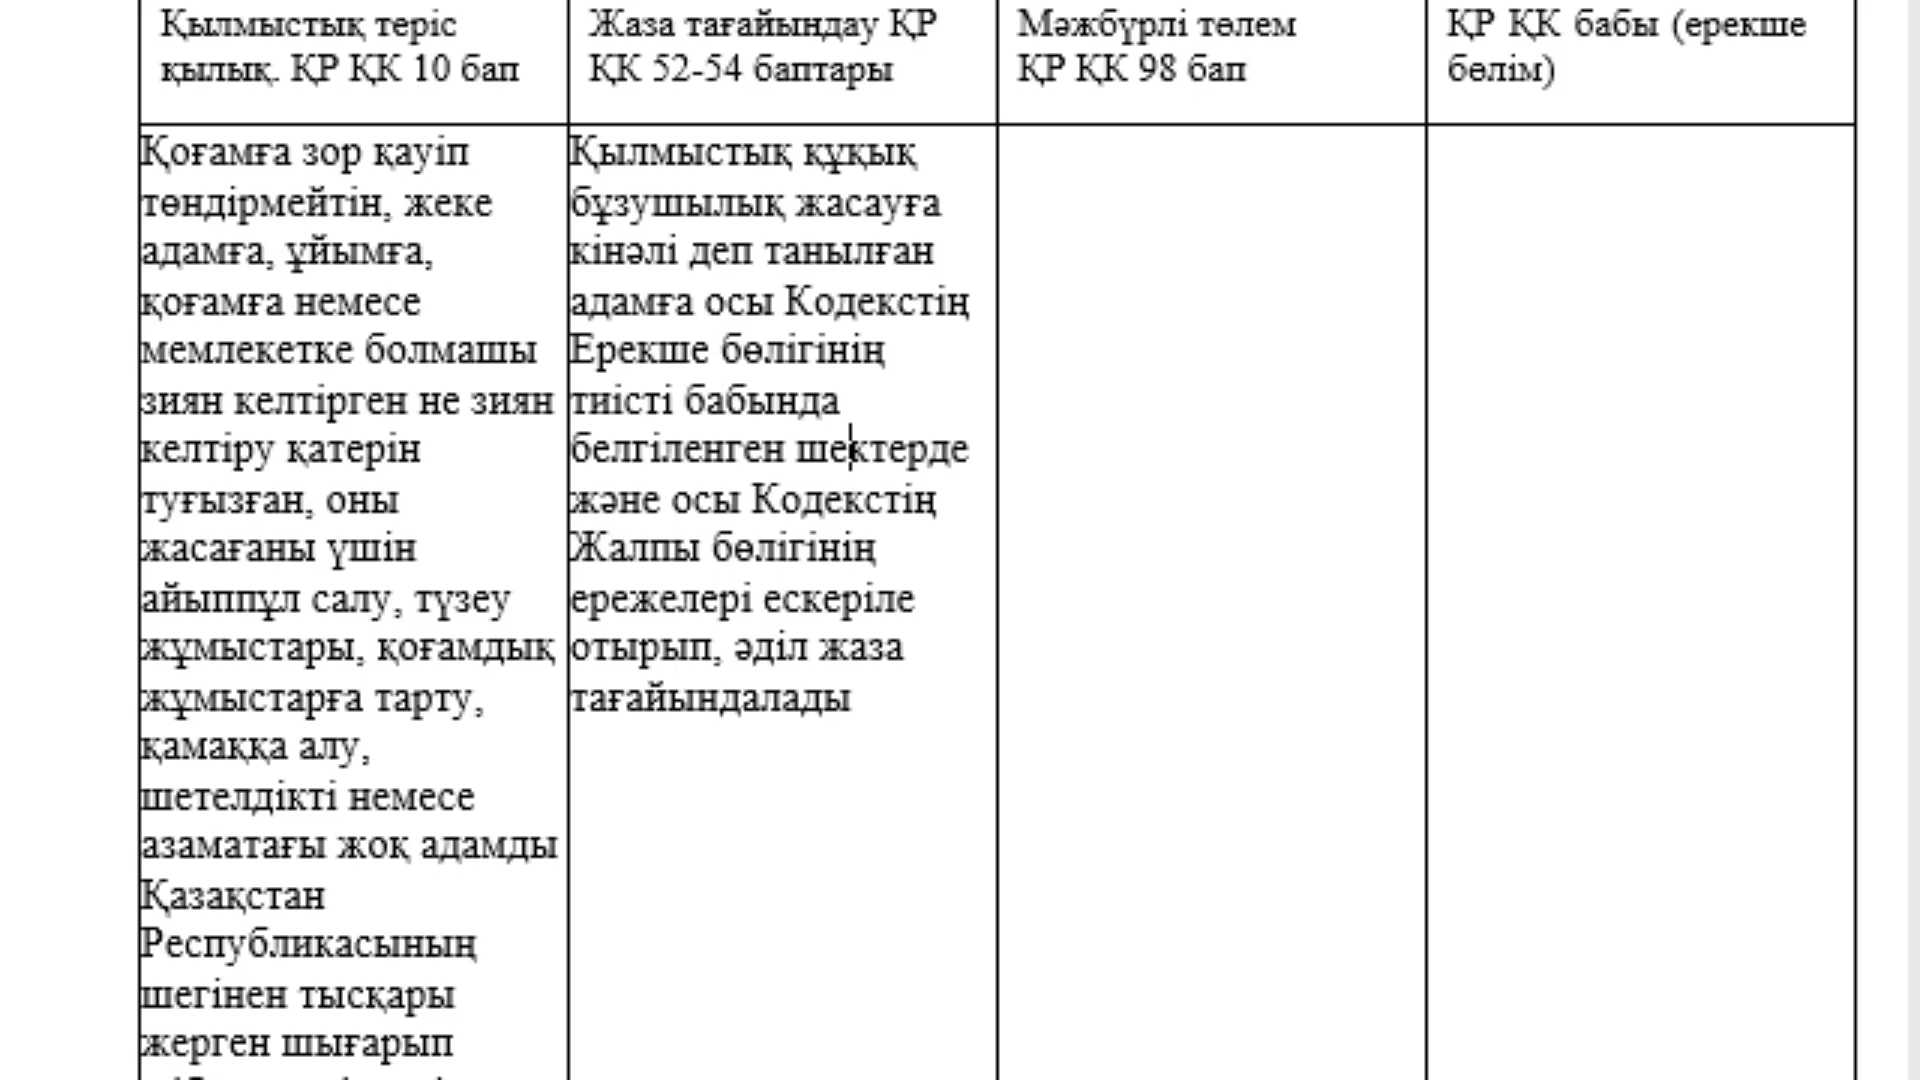 Қылмыстық теріс
қылық. ҚР ҚК 10 бап
Жаза тағайындау ҚР
ҚК 52-54 баптары
Мәжбүрлі төлем
ҚР ҚК 98 бап
ҚР ҚК бабы (ерекше
бөлім)
Қоғамға зор қауіп
төндірмейтін, жеке
адамға, ұйымға,
қоғамға немесе
мемлекетке болмашы
зиян келтірген не зиян
келтіру қатерін
туғызған, оны
жасағаны үшін
айыппұл салу, түзеу
жұмыстары, қоғамдық
жұмыстарға тарту,
қамаққа алу,
шетелдікті немесе
азаматағы жоқ адамды
Қазақстан
Республикасының
шегінен тысқары
жерген шығарып
Қылмыстық құқық
бұзушылық жасауға
кінәлі деп танылған
адамға осы Кодекстің
Ерекше бөлігінің
тиісті бабында
белгіленген шектерде
және осы Кодекстің
Жалпы бөлігінің
ережелері ескеріле
отырып, әділ жаза
тағайындалады